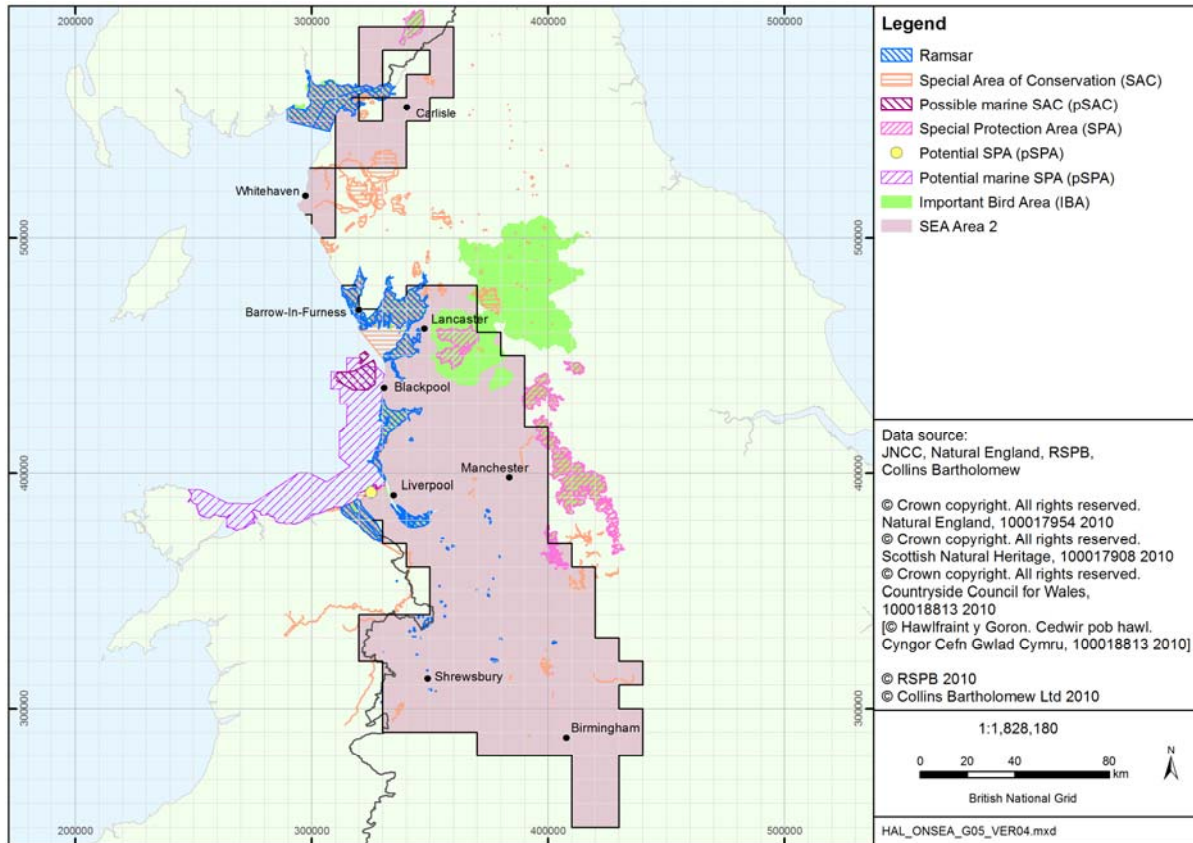 200000
300000
400000
500000
Carlisle
Whitehaven
500000
500000
Barrow-In-Furness
Lancaster
Blackpool
Manchester
400000
400000
Liverpool
Shrewsbury
300000
300000
Birmingham
200000
300000
400000
500000
Legend
Ramsar
Special Area of Conservation (SAC)
Possible marine SAC (pSAC)
Special Protection Area (SPA)
Potential SPA (pSPA)
Potential marine SPA (pSPA)
Important Bird Area (IBA)
SEA Area 2
Data source:
JNCC, Natural England, RSPB,
Collins Bartholomew
© Crown copyright. All rights reserved.
Natural England, 100017954 2010
© Crown copyright. All rights reserved.
Scottish Natural Heritage, 100017908 2010
© Crown copyright. All rights reserved.
Countryside Council for Wales,
100018813 2010
[© Hawlfraint y Goron. Cedwir pob hawl.
Cyngor Cefn Gwlad Cymru, 100018813 2010]
© RSPB 2010
© Collins Bartholomew Ltd 2010
1:1,828,180
0 20 40 80
km
N
British National Grid
HAL_ONSEA_G05_VER04.mxd